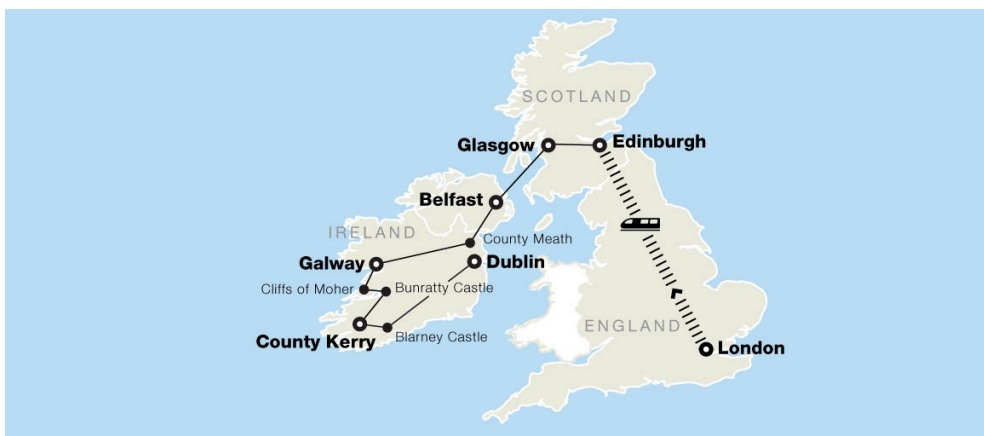 SCOTLAND
Glasgow
Edinburgh
Belfast
IRELAND
County Meath
Galway
Dublin
Cliffs of Moher
Bunratty Castle
County Kerry
Blarney Castle
ENGLAND
London